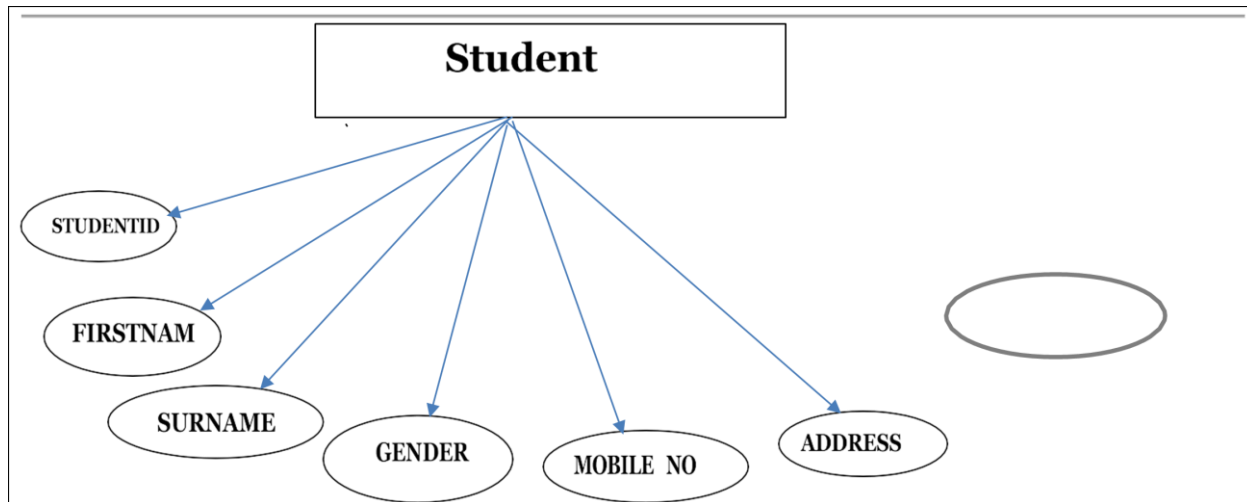 Student
STUDENTID
FIRSTNAM
SURNAME
GENDER
MOBILE NO
ADDRESS